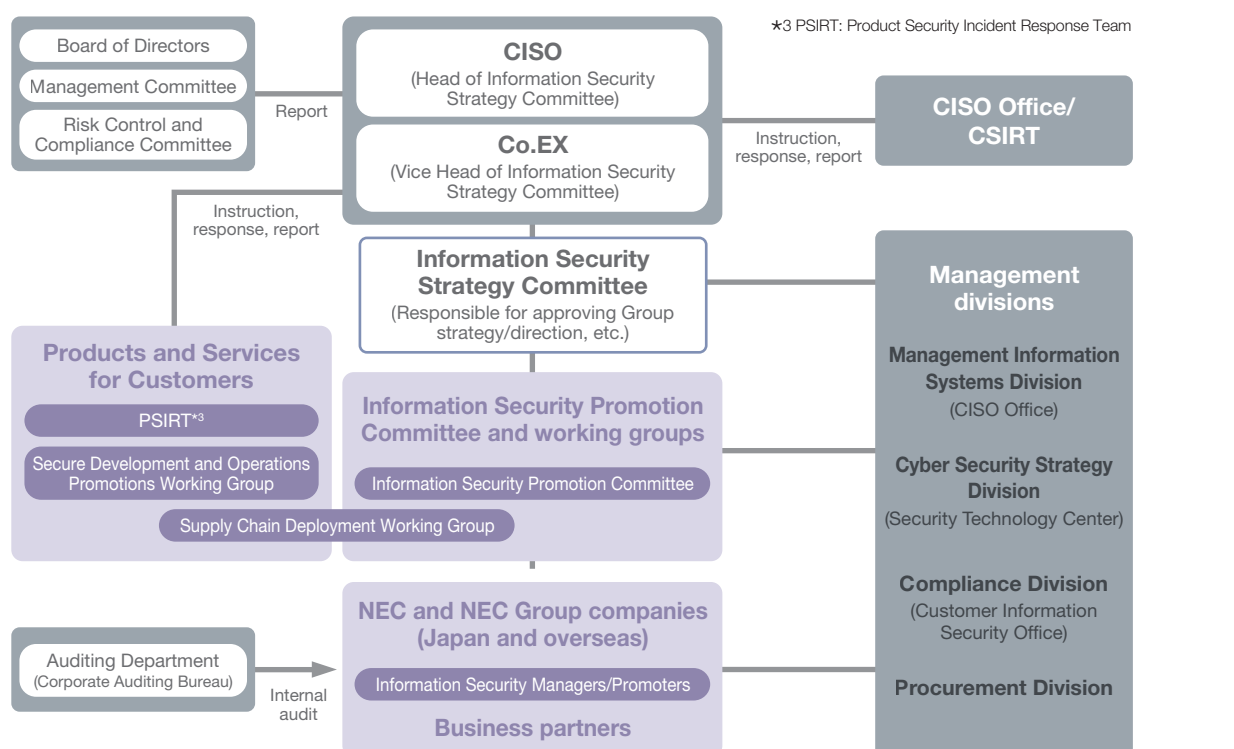 *3 PSIRT: Product Security Incident Response Team
Board of Directors
Management Committee
Risk Control and
Compliance Committee
Report
CISO
(Head of Information Security
Strategy Committee)
Co.EX
(Vice Head of Information Security
Strategy Committee)
Instruction,
response, report
CISO Office/
CSIRT
Instruction,
response, report
Information Security
Strategy Committee
(Responsible for approving Group
strategy/direction, etc.)
Products and Services
for Customers
PSIRT*3
Secure Development and Operations
Promotions Working Group
Supply Chain Deployment Working Group
Information Security Promotion
Committee and working groups
Information Security Promotion Committee
Management
divisions
Management Information
Systems Division
(CISO Office)
Cyber Security Strategy
Division
(Security Technology Center)
Compliance Division
(Customer Information
Security Office)
Procurement Division
Auditing Department
(Corporate Auditing Bureau)
Internal
audit
NEC and NEC Group companies
(Japan and overseas)
Information Security Managers/Promoters
Business partners